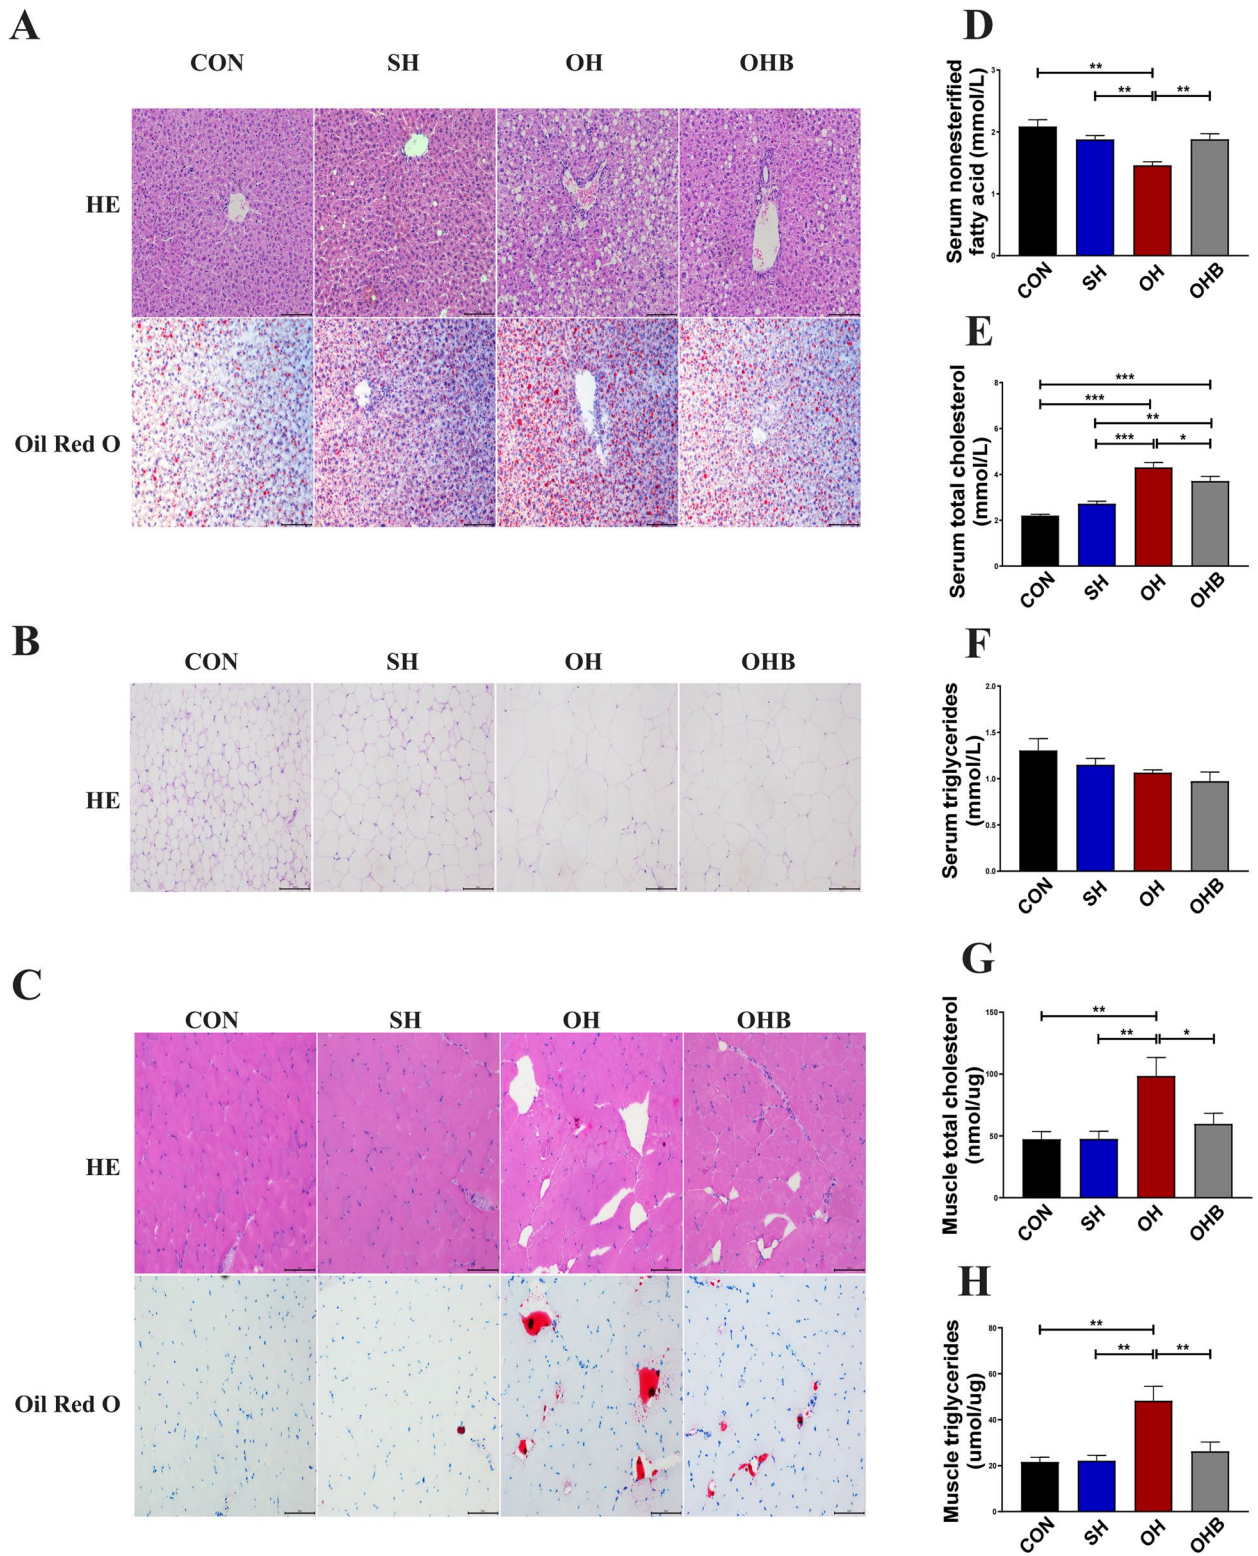 A
CON SH OH OHB
HE
Oil Red O
B
CON SH OH OHB
HE
C
CON SH OH OHB
HE
Oil Red O
D
Serum nonesterified
fatty acid (mmol/L)
3
2
1
0
** 
** **
CON SH OH OHB
E
Serum total cholesterol
(mmol/L)
8
6
4
2
0
***
***
**
*** *
CON SH OH OHB
F
Serum triglycerides
(mmol/L)
2.0
1.5
1.0
0.5
0.0
CON SH OH OHB
G
Muscle total cholesterol
(nmol/ug)
150
100
50
0
**
** *
CON SH OH OHB
H
Muscle triglycerides
(umol/ug)
80
60
40
20
0
**
** **
CON SH OH OHB